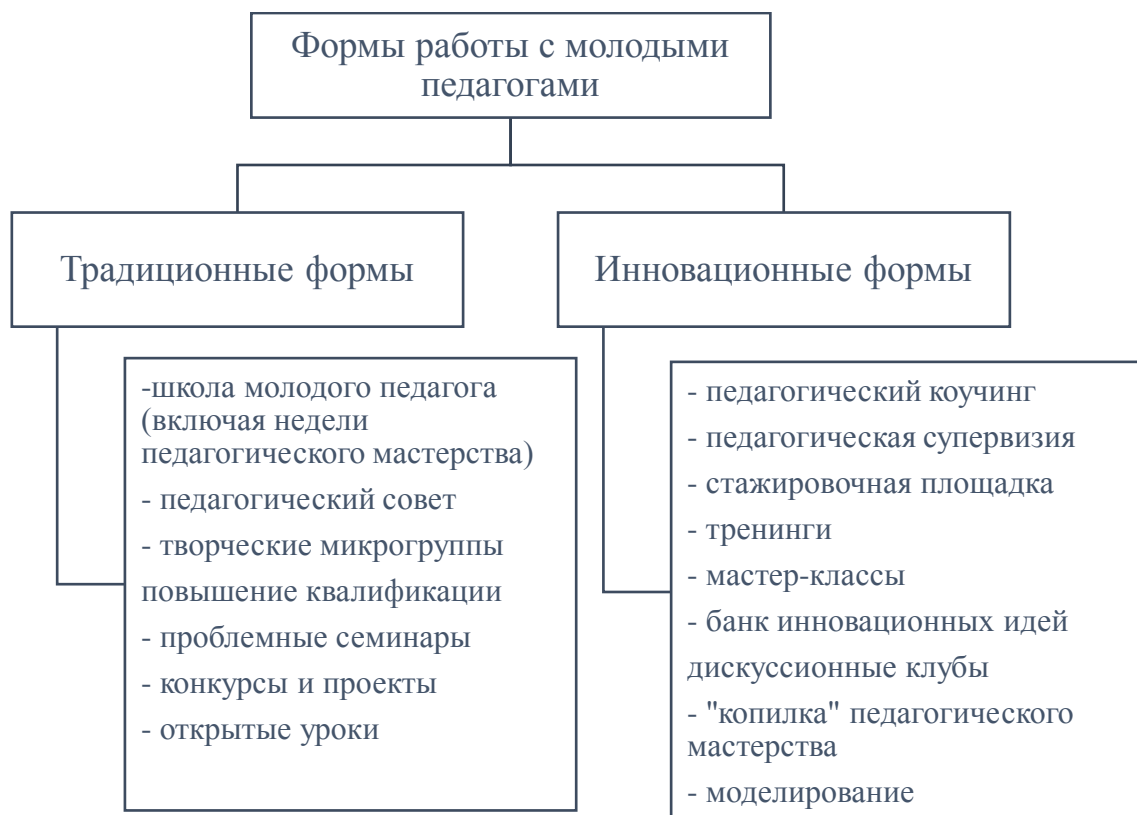 Формы работы с молодыми
педагогами
Традиционные формы
-школа молодого педагога
(включая недели
педагогического мастерства)
- педагогический совет
- творческие микрогруппы
повышение квалификации
- проблемные семинары
- конкурсы и проекты
- открытые уроки
Инновационные формы
- педагогический коучинг
- педагогическая супервизия
- стажировочная площадка
- тренинги
- мастер-классы
- банк инновационных идей
дискуссионные клубы
- "копилка" педагогического
мастерства
- моделирование